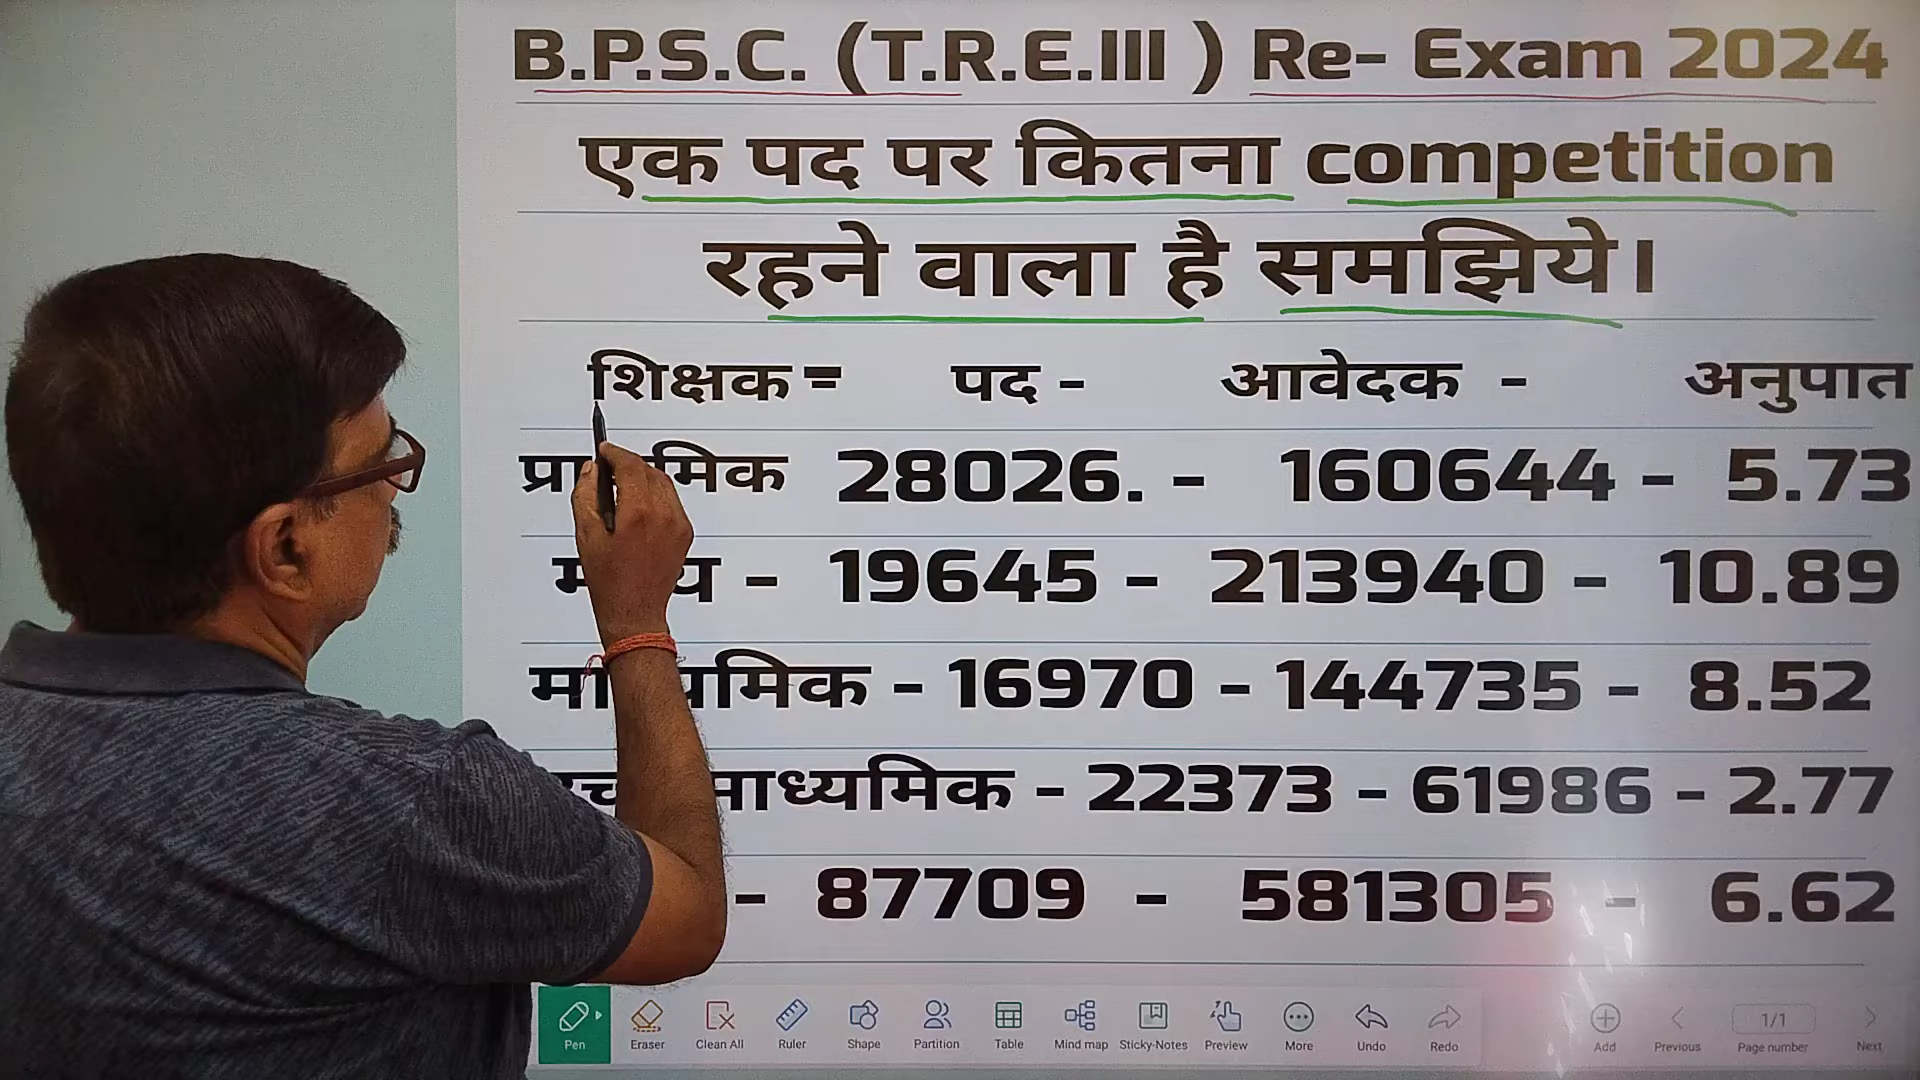 B.P.S.C. (T.R.E.III ) Re- Exam 2024
एक पद पर कितना competition
रहने वाला है समझिये।
शिक्षक = पद - आवेदक - अनुपात
28026. - 160644 - 5.73
- 19645 - 213940 - 10.89
- 16970 - 144735 - 8.52
- 22373 - 61986 - 2.77
- 87709 - 581305 - 6.62
Pen Eraser Clean All Ruler Shape Partition Table Mind map Sticky-Notes Preview More Undo Redo Add Previous 1/1 Page number Next